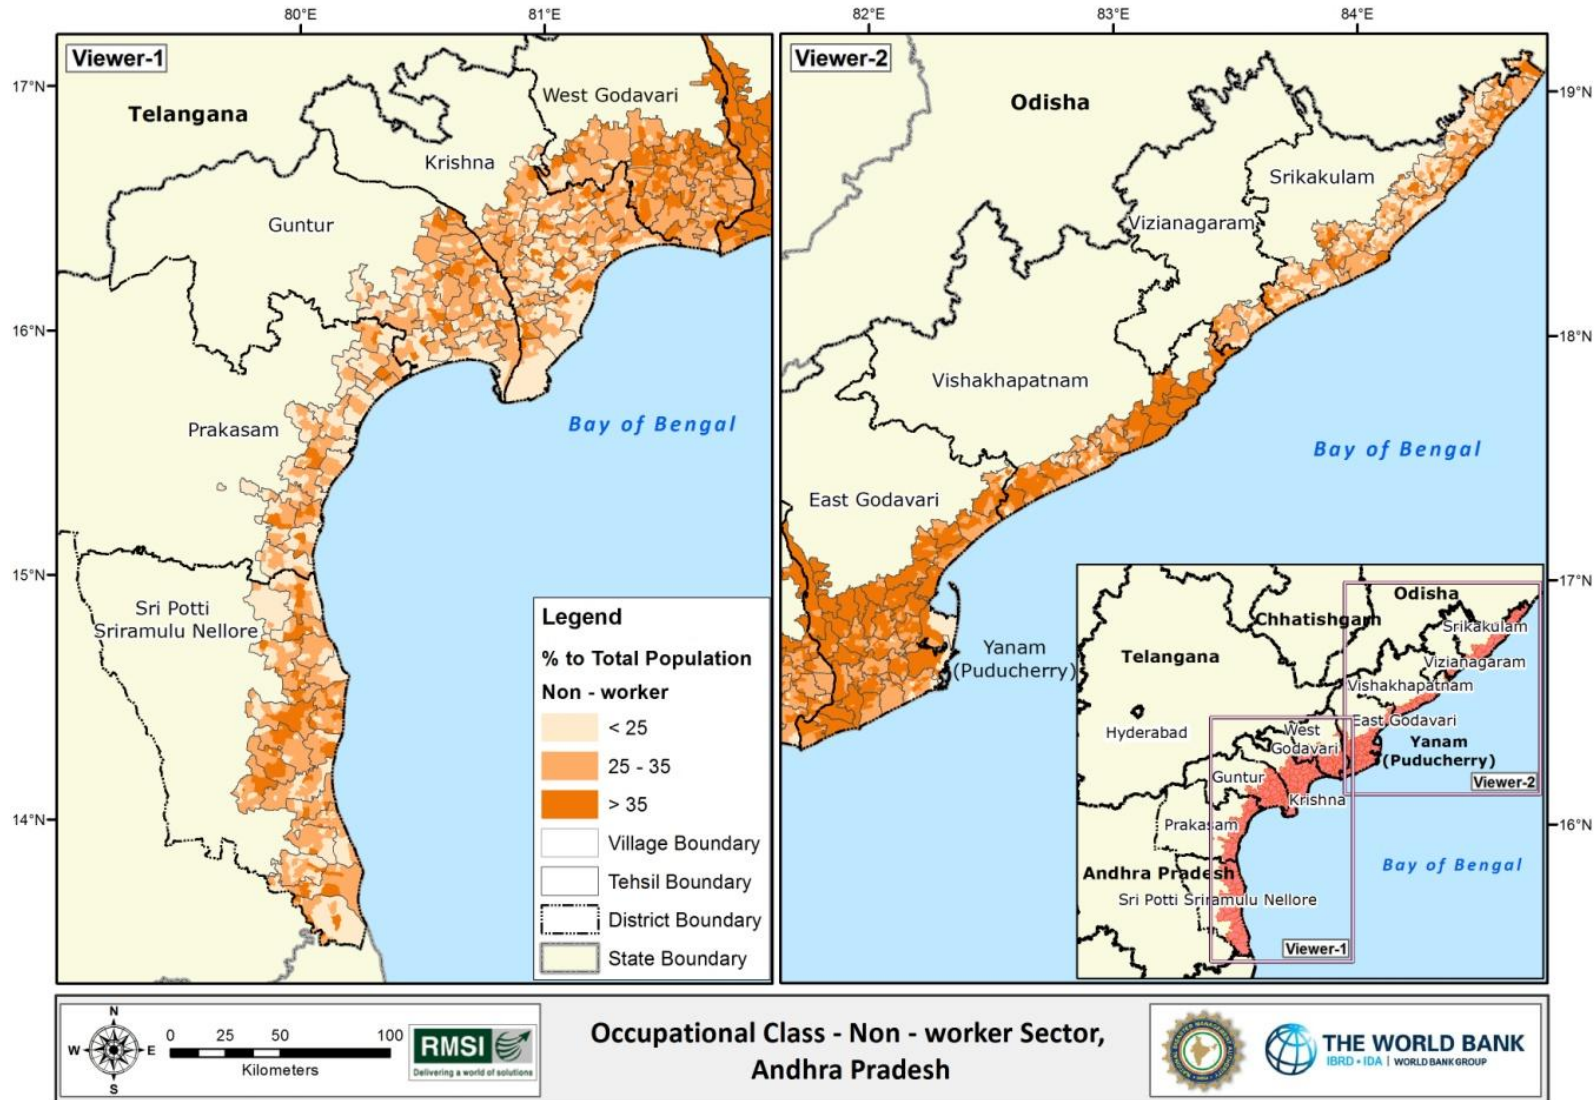 80°E
81°E
82°E
83°E
84°E
Viewer-1
17°N
16°N
15°N
14°N
Telangana
West Godavari
Krishna
Guntur
Prakasam
Sri Potti
Sriramulu Nellore
Bay of Bengal
Legend
% to Total Population
Non - worker
< 25
25 - 35
> 35
Village Boundary
Tehsil Boundary
District Boundary
State Boundary
Viewer-2
19°N
18°N
17°N
16°N
Odisha
Srikakulam
Vizianagaram
Vishakhapatnam
East Godavari
Bay of Bengal
Yanam
(Puducherry)
Odisha
Chhatishgarh
Srikakulam
Telangana
Vizianagaram
Vishakhapatnam
East Godavari
Hyderabad
West
Godavari
Yanam
(Puducherry)
Guntur
Viewer-2
Krishna
Prakasam
Bay of Bengal
Andhra Pradesh
Sri Potti Sriramulu Nellore
Viewer-1
N
W
E
S
0 25 50 100
Kilometers
RMSI
Delivering a world of solutions
Occupational Class - Non - worker Sector,
Andhra Pradesh
THE WORLD BANK
IBRD • IDA | WORLD BANK GROUP